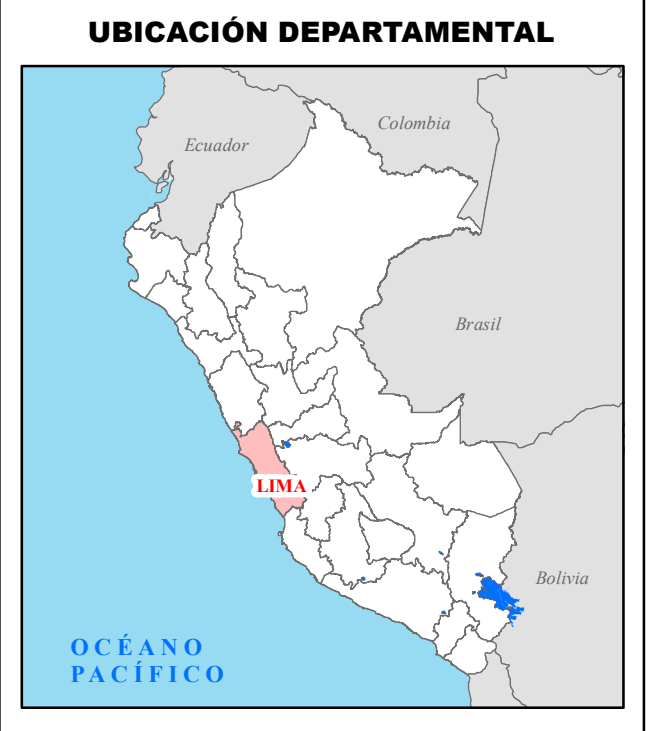 UBICACIÓN DEPARTAMENTAL
Colombia
Ecuador
Brasil
LIMA
Bolivia
OCÉANO
PACÍFICO